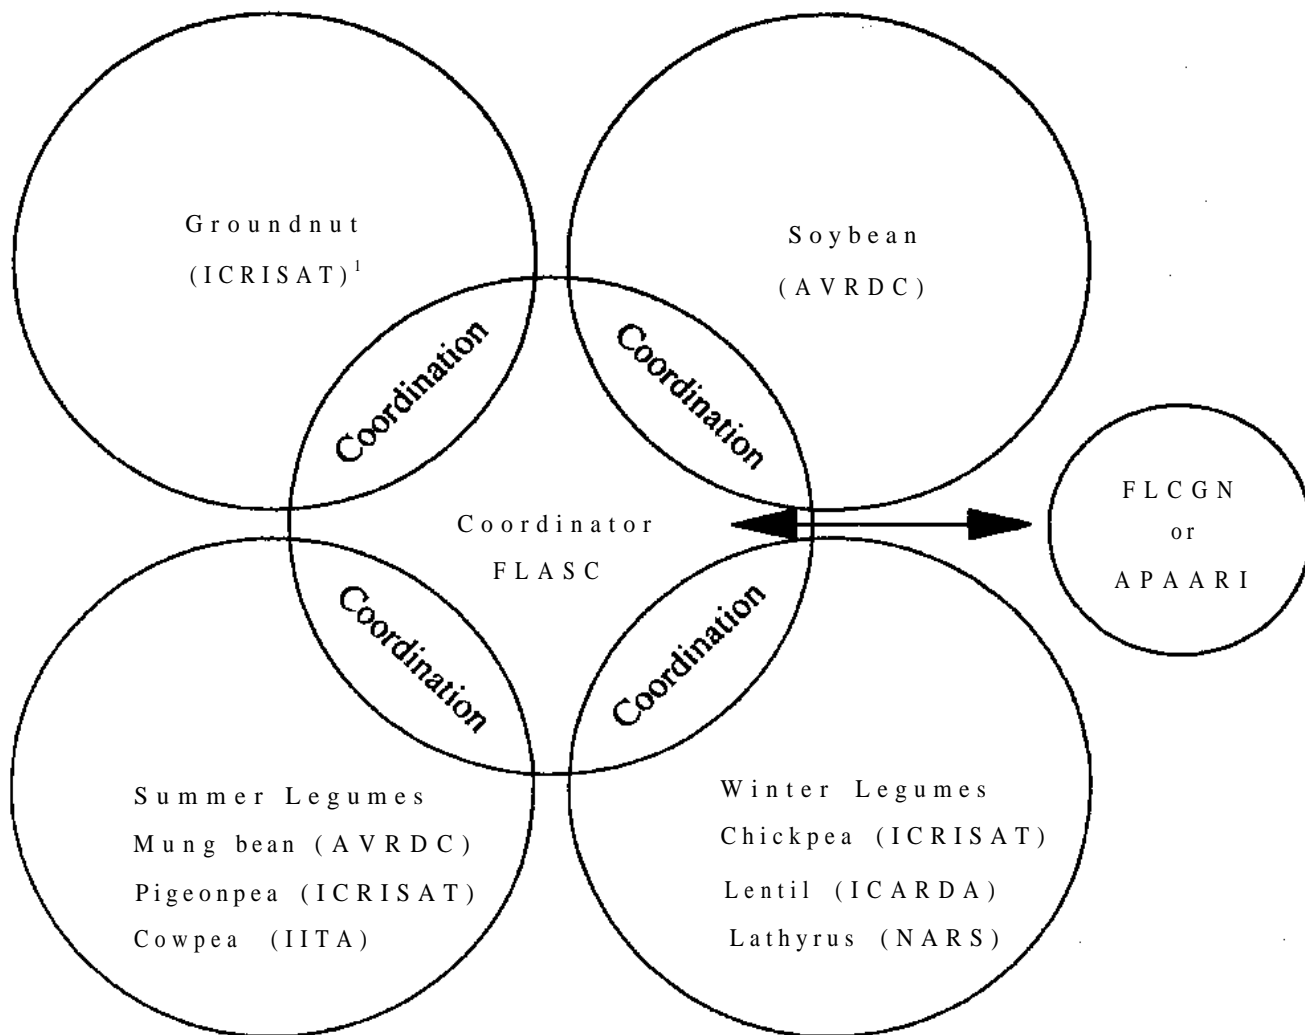 Groundnut
(ICRISAT)1
Soybean
(AVRDC)
Coordination
Coordination
Coordinator
FLASC
FLCGN
or
APAARI
Coordination
Coordination
Summer Legumes
Mung bean (AVRDC)
Pigeonpea (ICRISAT)
Cowpea (IITA)
Winter Legumes
Chickpea (ICRISAT)
Lentil (ICARDA)
Lathyrus (NARS)